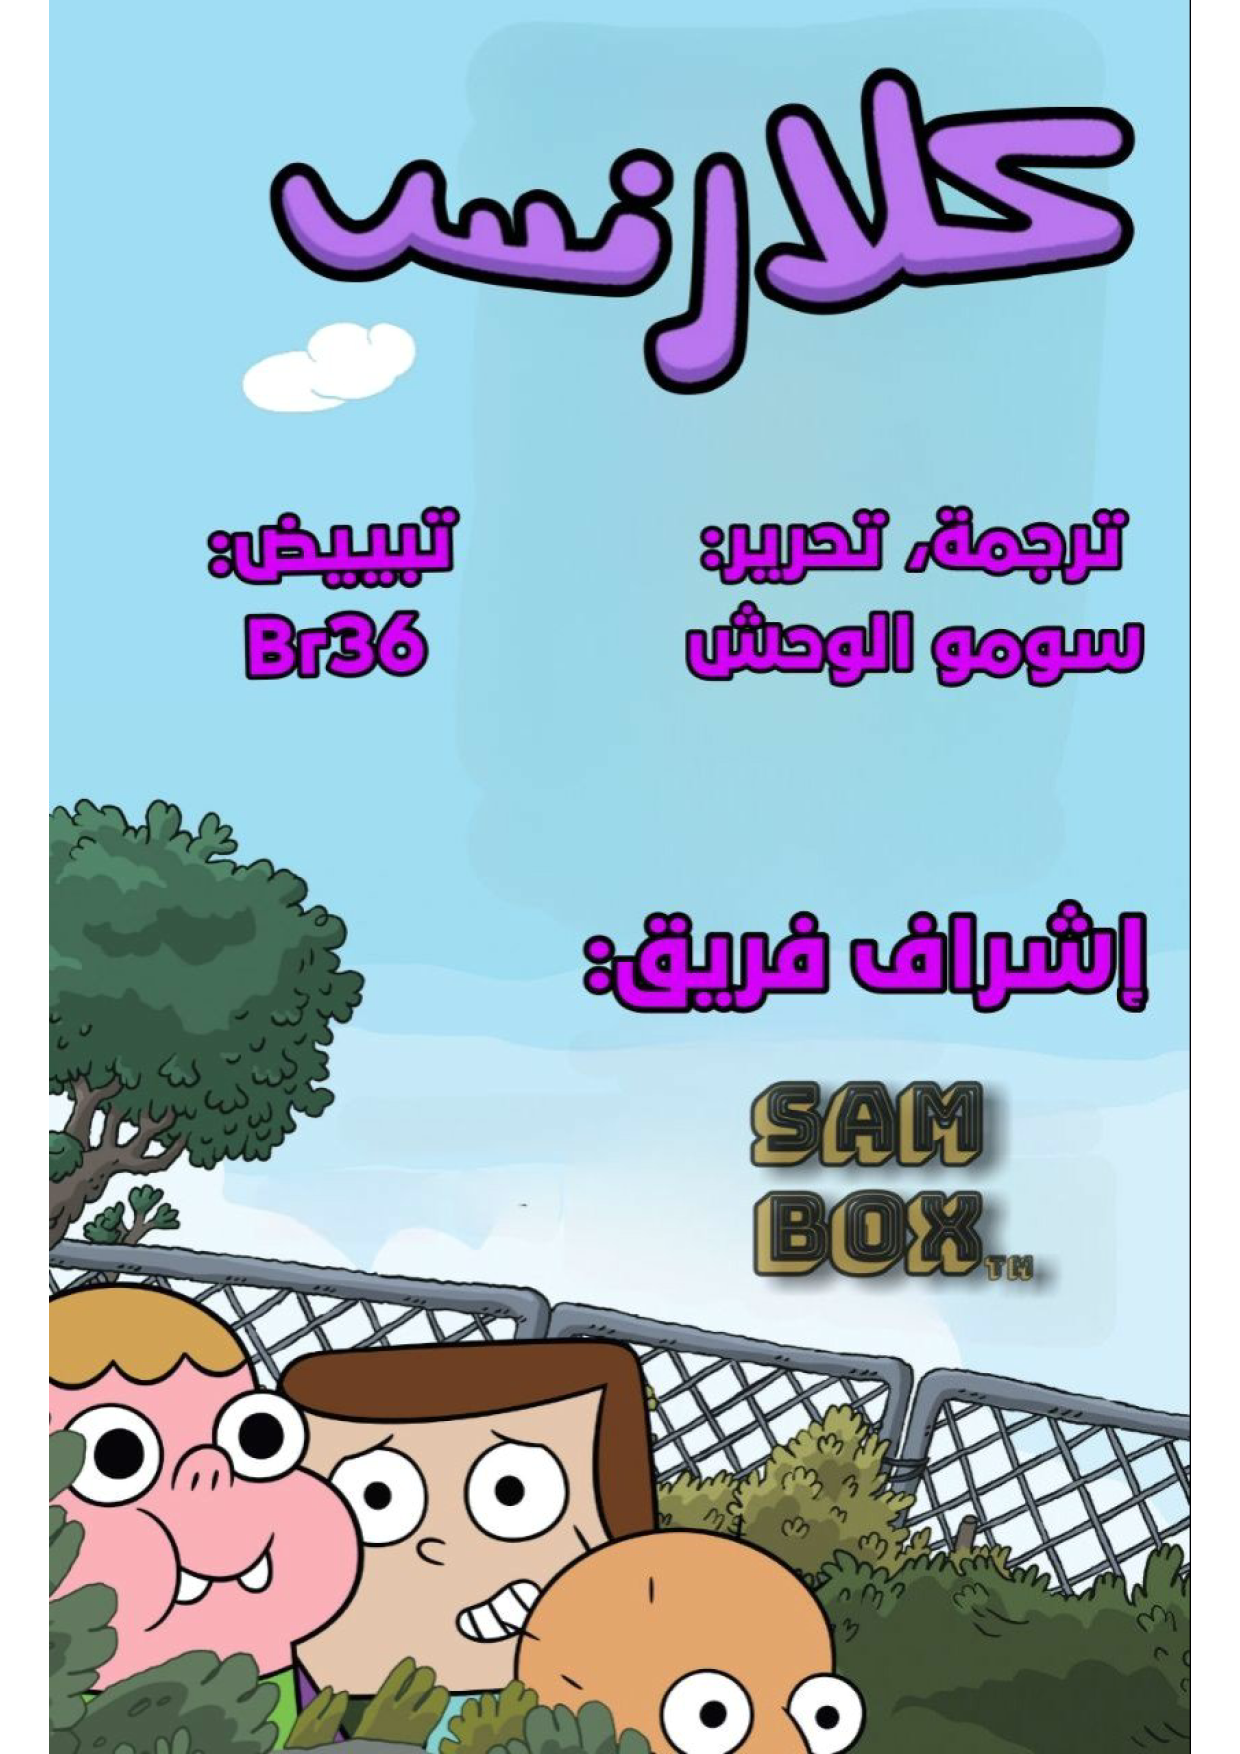 كلارنس
ترجمة, تحرير:
سومو الوحش
تبييض:
Br36
إشراف فريق:
SAM
BOX TM